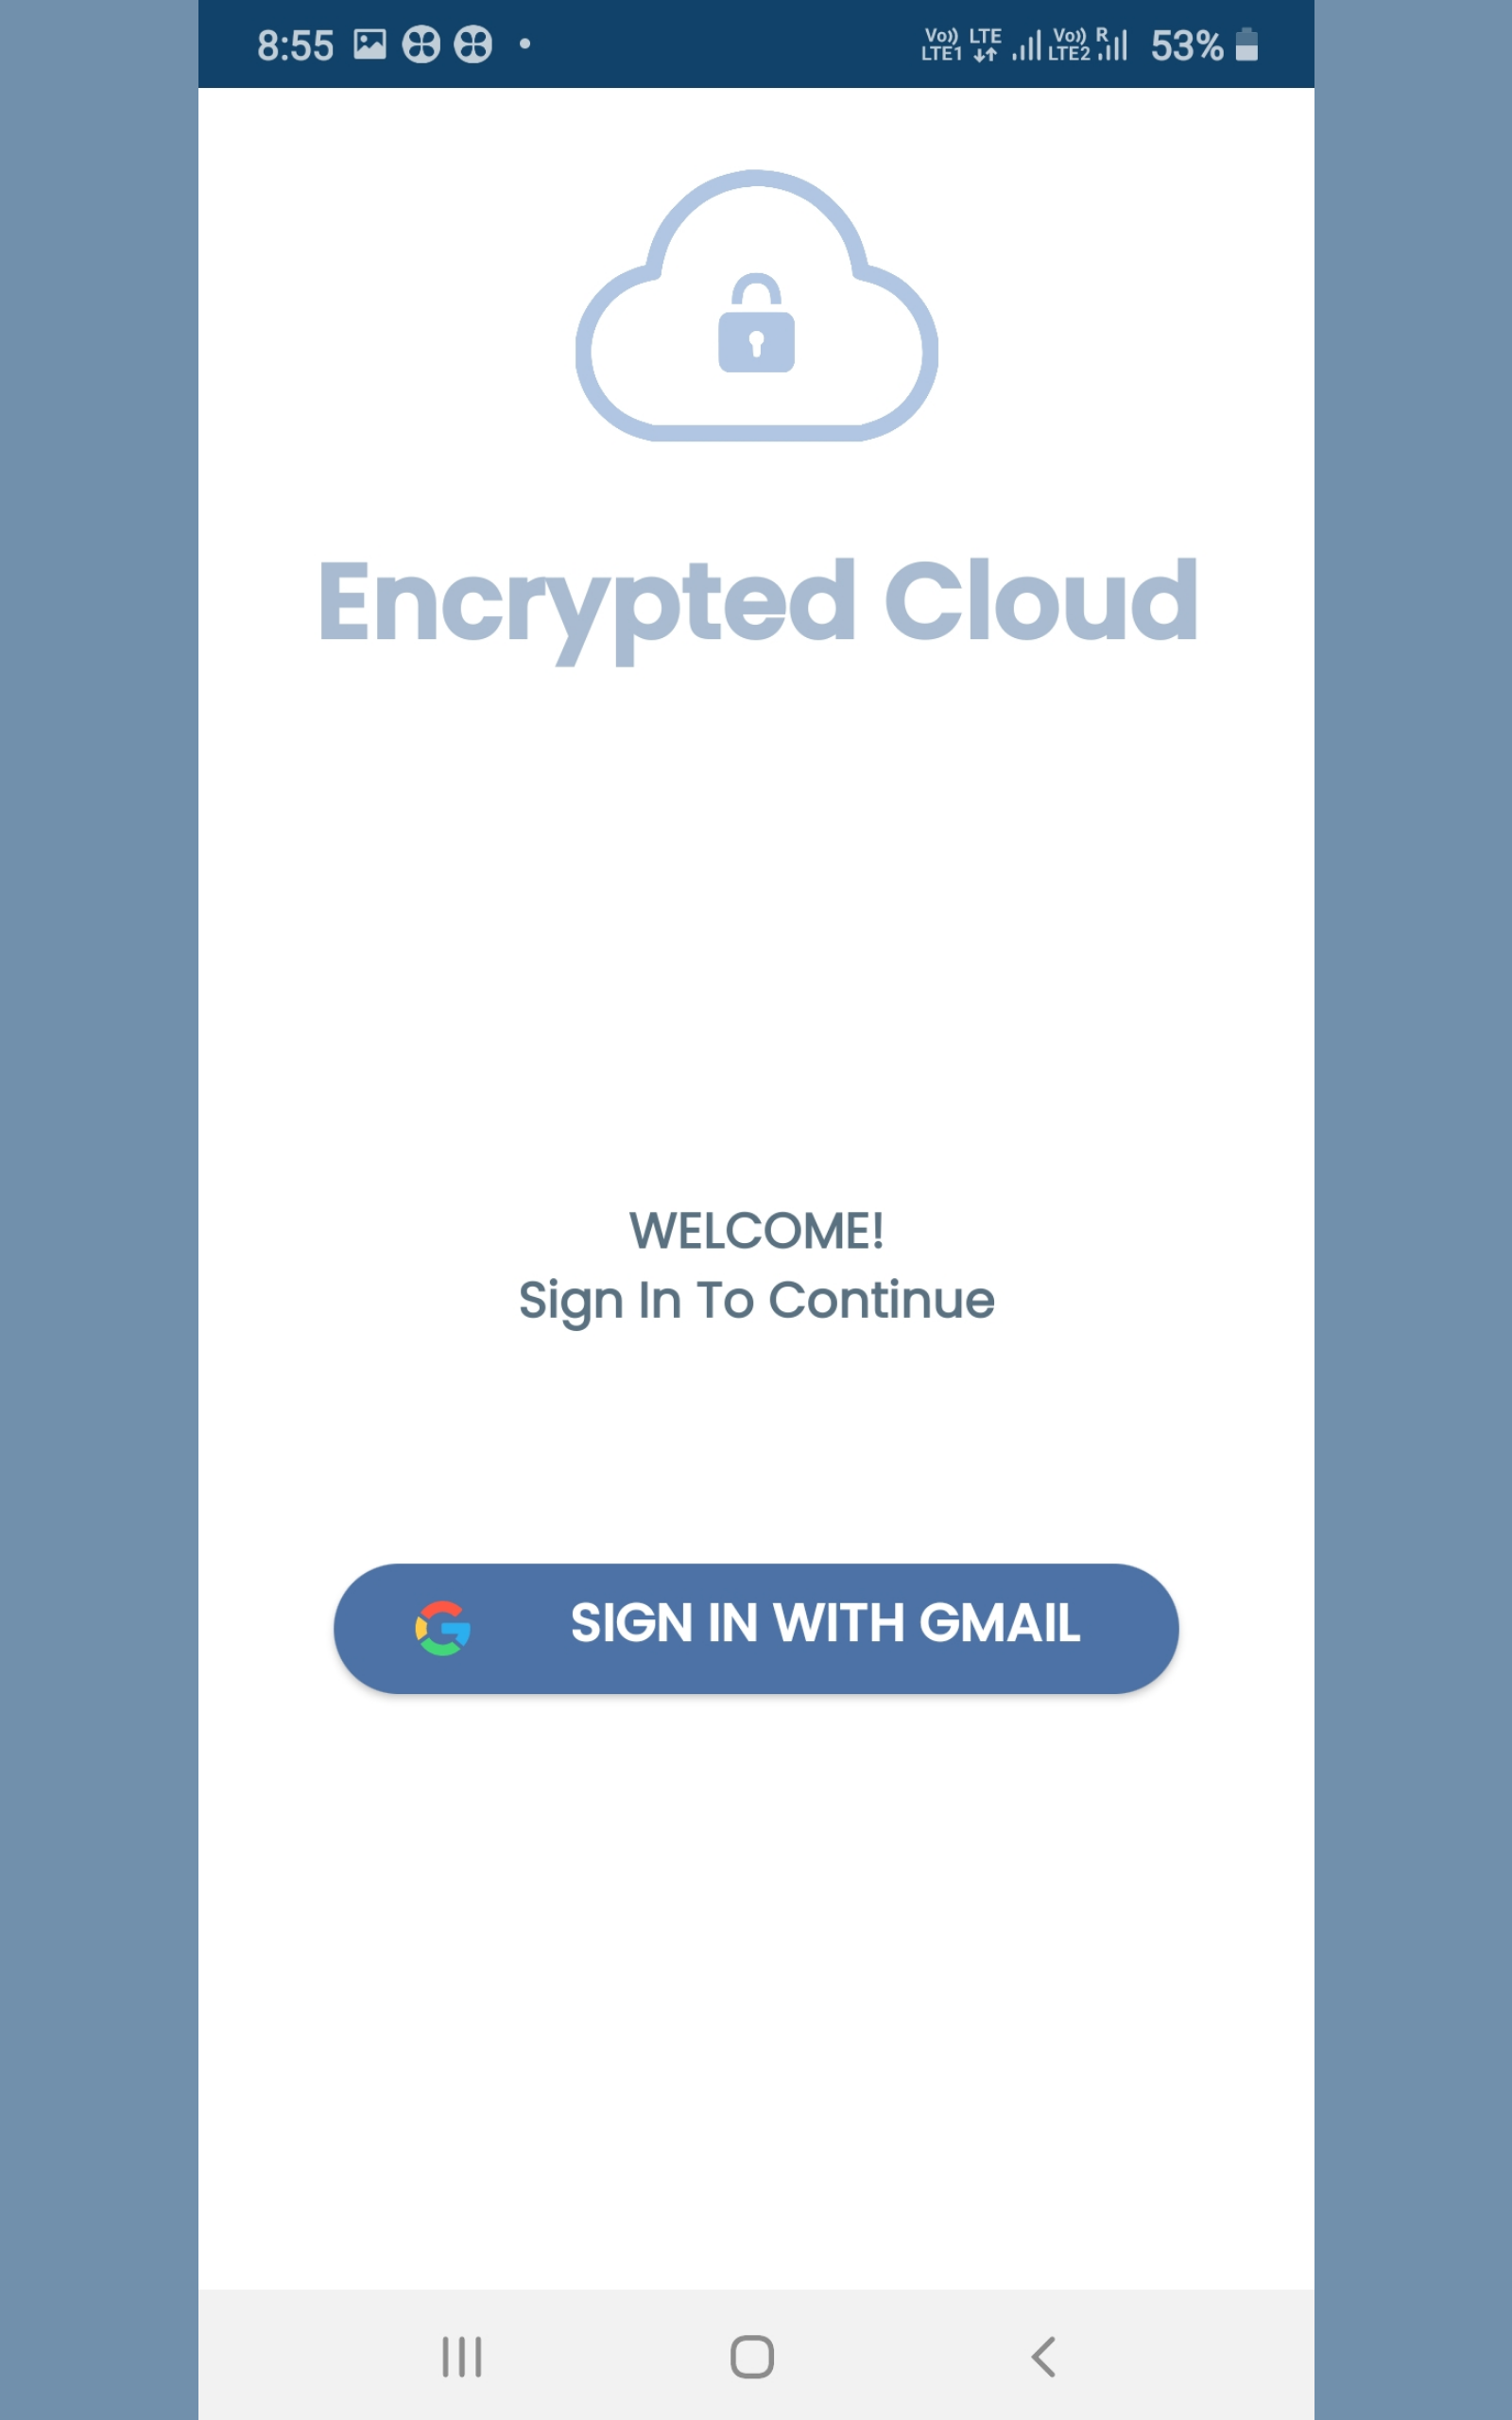 8:55 Vo)) LTE1 LTE Vo)) LTE2 R 53%
Encrypted Cloud
WELCOME!
Sign In To Continue
SIGN IN WITH GMAIL